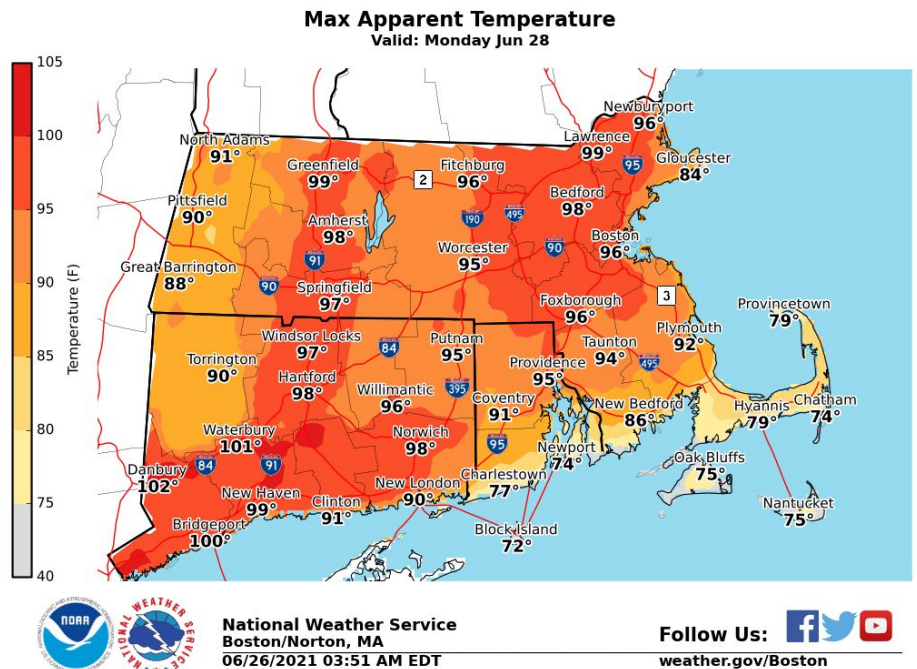 Max Apparent Temperature
Valid: Monday Jun 28
105
100
95
90
85
80
75
40
Temperature (F)
Newburyport
96°
North Adams
91°
Lawrence
99°
Greenfield
99°
Fitchburg
96°
95
Gloucester
84°
2
Pittsfield
90°
Bedford
98°
Amherst
98°
190
495
Boston
96°
Worcester
95°
90
91
Great Barrington
88°
90
Springfield
97°
3
Foxborough
96°
Provincetown
79°
Windsor Locks
97°
84
Putnam
95°
Taunton
94°
Plymouth
92°
Torrington
90°
Providence
95°
495
Hartford
98°
Willimantic
96°
395
Coventry
91°
New Bedford
86°
Hyannis
79°
Chatham
74°
Waterbury
101°
Norwich
98°
95
Newport
74°
Oak Bluffs
75°
Danbury
102°
84
91
Charlestown
77°
New Haven
99°
Clinton
91°
New London
90°
Nantucket
75°
Bridgeport
100°
Block Island
72°
NOAA
NATIONAL WEATHER SERVICE
National Weather Service
Boston/Norton, MA
06/26/2021 03:51 AM EDT
Follow Us:
weather.gov/Boston